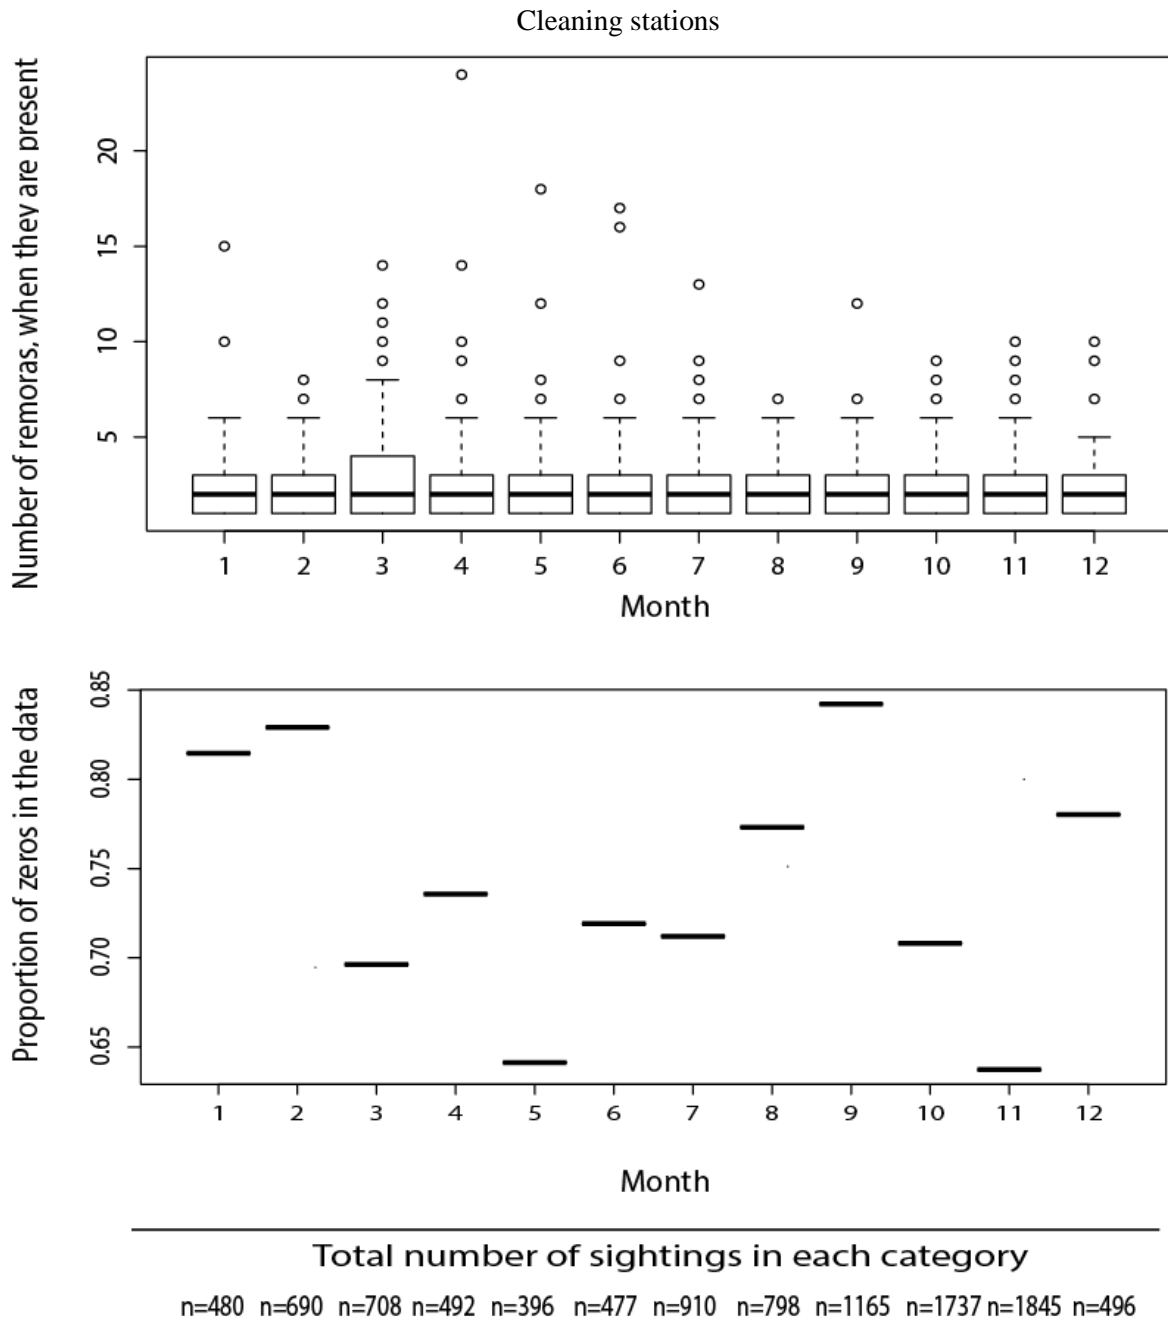 Cleaning stations
Number of remoras, when they are present
20
15
10
5
1 2 3 4 5 6 7 8 9 10 11 12
Month
Proportion of zeros in the data
0.85
0.80
0.75
0.70
0.65
1 2 3 4 5 6 7 8 9 10 11 12
Month
Total number of sightings in each category
n=480 n=690 n=708 n=492 n=396 n=477 n=910 n=798 n=1165 n=1737 n=1845 n=496